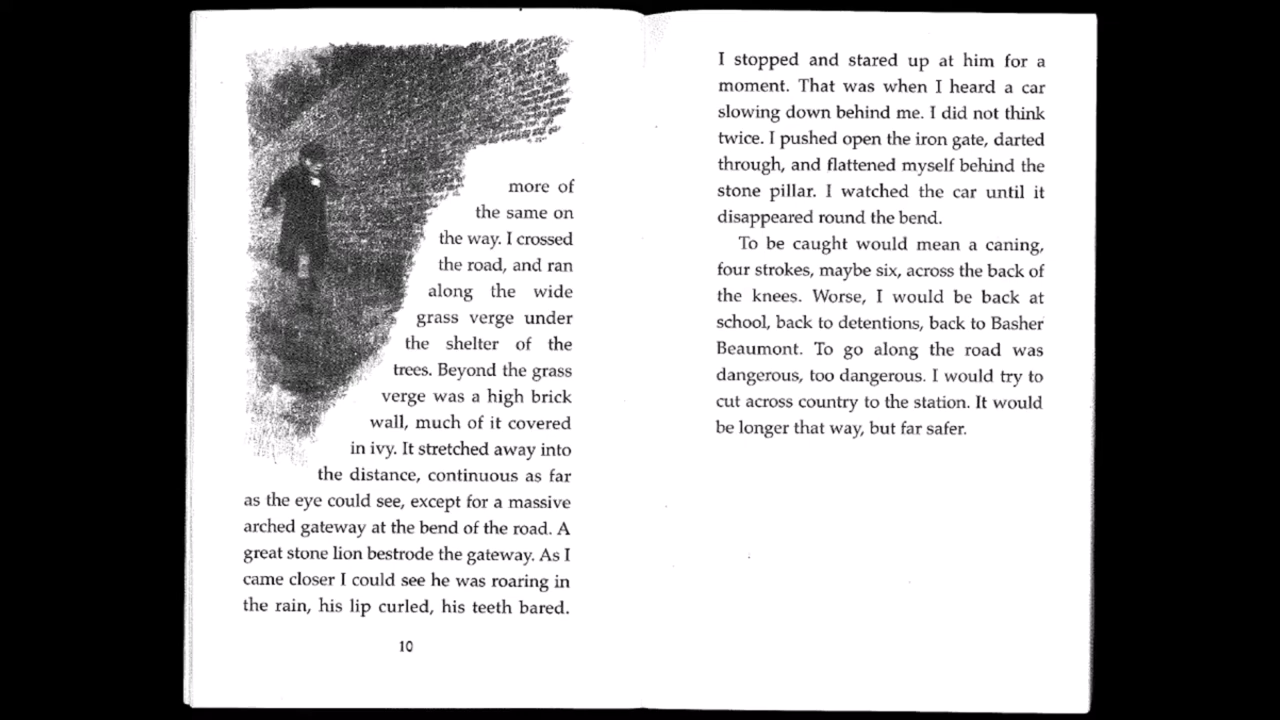 more of
the same on
the way. I crossed
the road, and ran
along the wide
grass verge under
the shelter of the
trees. Beyond the grass
verge was a high brick
wall, much of it covered
in ivy. It stretched away into
the distance, continuous as far
as the eye could see, except for a massive
arched gateway at the bend of the road. A
great stone lion bestrode the gateway. As I
came closer I could see he was roaring in
the rain, his lip curled, his teeth bared.
10
I stopped and stared up at him for a
moment. That was when I heard a car
slowing down behind me. I did not think
twice. I pushed open the iron gate, darted
through, and flattened myself behind the
stone pillar. I watched the car until it
disappeared round the bend.
To be caught would mean a caning,
four strokes, maybe six, across the back of
the knees. Worse, I would be back at
school, back to detentions, back to Basher
Beaumont. To go along the road was
dangerous, too dangerous. I would try to
cut across country to the station. It would
be longer that way, but far safer.